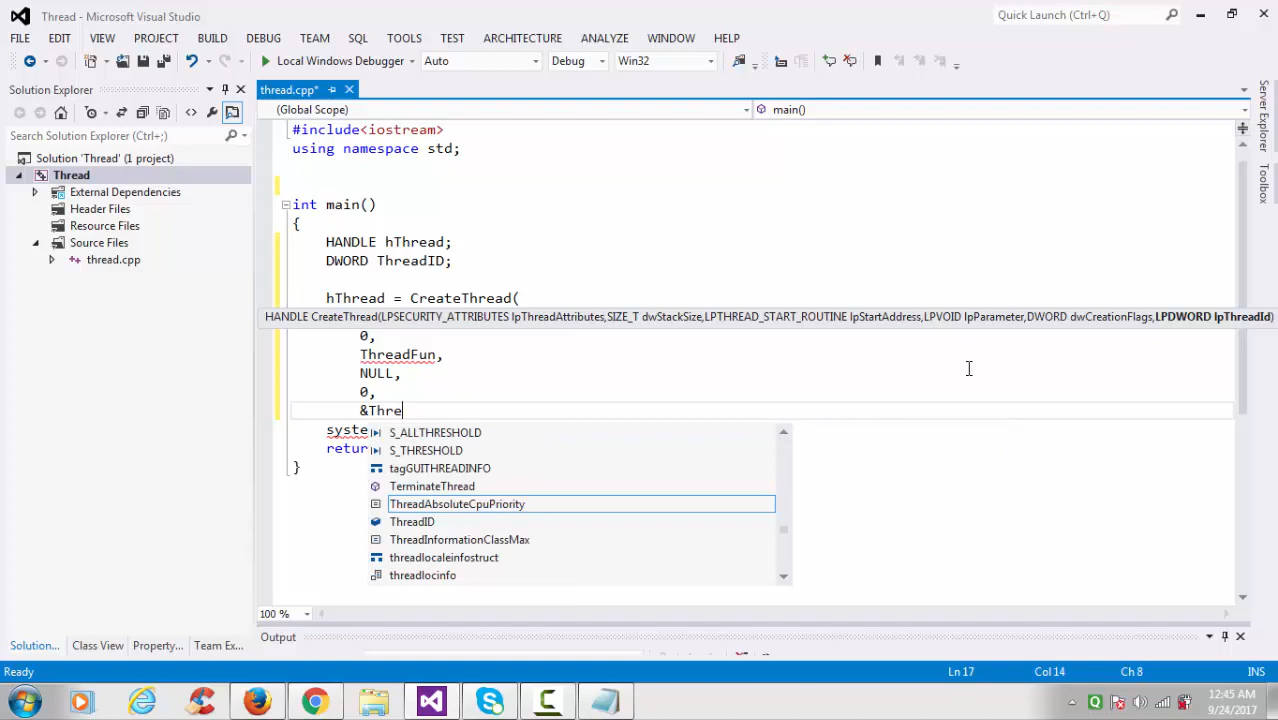 Thread - Microsoft Visual Studio
Quick Launch (Ctrl+Q)
FILE EDIT VIEW PROJECT BUILD DEBUG TEAM SQL TOOLS TEST ARCHITECTURE ANALYZE WINDOW HELP
Local Windows Debugger Auto Debug Win32
Solution Explorer
thread.cpp*
(Global Scope)
main()
Search Solution Explorer (Ctrl+;)
Solution 'Thread' (1 project)
Thread
External Dependencies
Header Files
Resource Files
Source Files
thread.cpp
#include<iostream>
using namespace std;
int main()
{
HANDLE hThread;
DWORD ThreadID;
hThread = CreateThread(
HANDLE CreateThread(LPSECURITY_ATTRIBUTES lpThreadAttributes,SIZE_T dwStackSize,LPTHREAD_START_ROUTINE lpStartAddress,LPVOID lpParameter,DWORD dwCreationFlags,LPDWORD lpThreadId)
0,
ThreadFun,
NULL,
0,
&Thre
syste
retur
}
S_ALLTHRESHOLD
S_THRESHOLD
tagGUITHREADINFO
TerminateThread
ThreadAbsoluteCpuPriority
ThreadID
ThreadInformationClassMax
threadlocaleinfostruct
threadlocinfo
Server Explorer
Toolbox
100 %
Output
Solution... Class View Property... Team Ex...
Ready
Ln 17 Col 14 Ch 8 INS
12:45 AM
9/24/2017